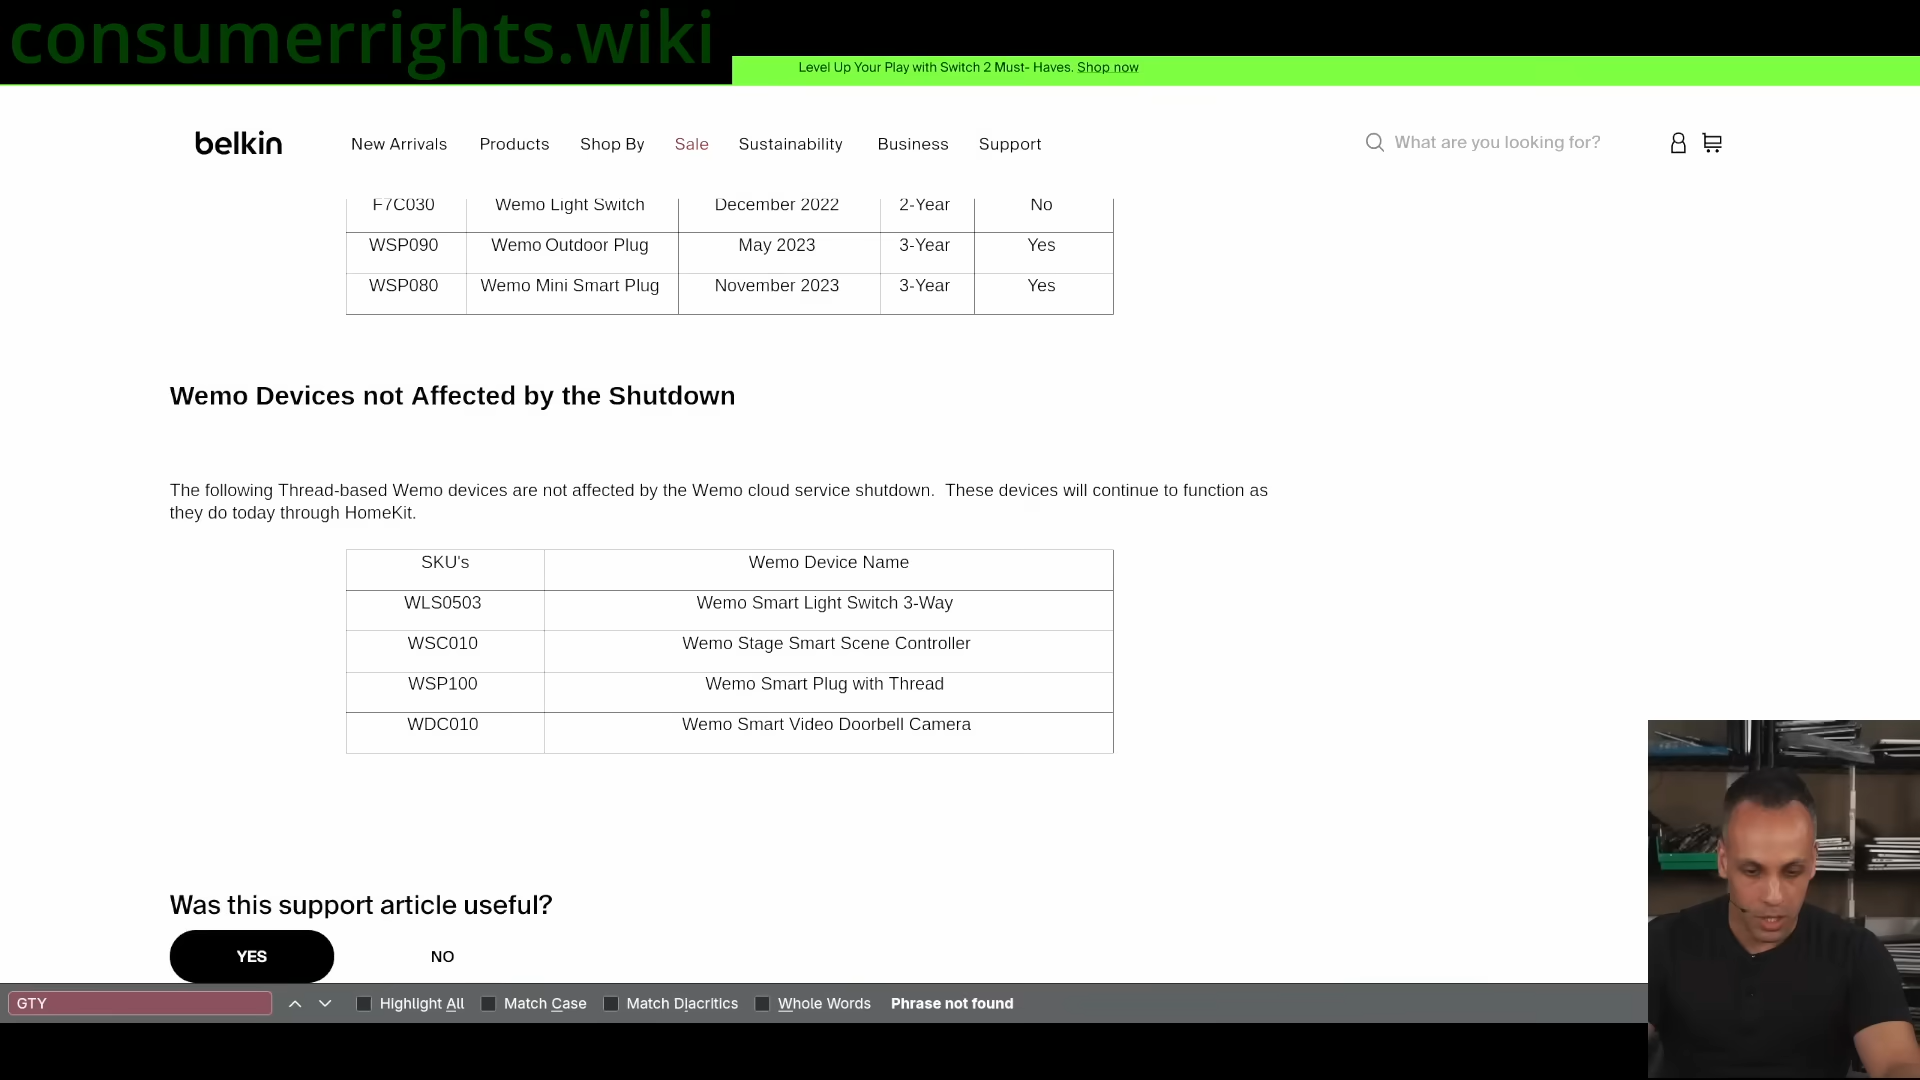 consumerrights.wiki
Level Up Your Play with Switch 2 Must- Haves. Shop now
belkin New Arrivals Products Shop By Sale Sustainability Business Support What are you looking for?
F7C030 Wemo Light Switch December 2022 2-Year No
WSP090 Wemo Outdoor Plug May 2023 3-Year Yes
WSP080 Wemo Mini Smart Plug November 2023 3-Year Yes
Wemo Devices not Affected by the Shutdown
The following Thread-based Wemo devices are not affected by the Wemo cloud service shutdown. These devices will continue to function as
they do today through HomeKit.
SKU's Wemo Device Name
WLS0503 Wemo Smart Light Switch 3-Way
WSC010 Wemo Stage Smart Scene Controller
WSP100 Wemo Smart Plug with Thread
WDC010 Wemo Smart Video Doorbell Camera
Was this support article useful?
YES NO
GTY Highlight All Match Case Match Diacritics Whole Words Phrase not found